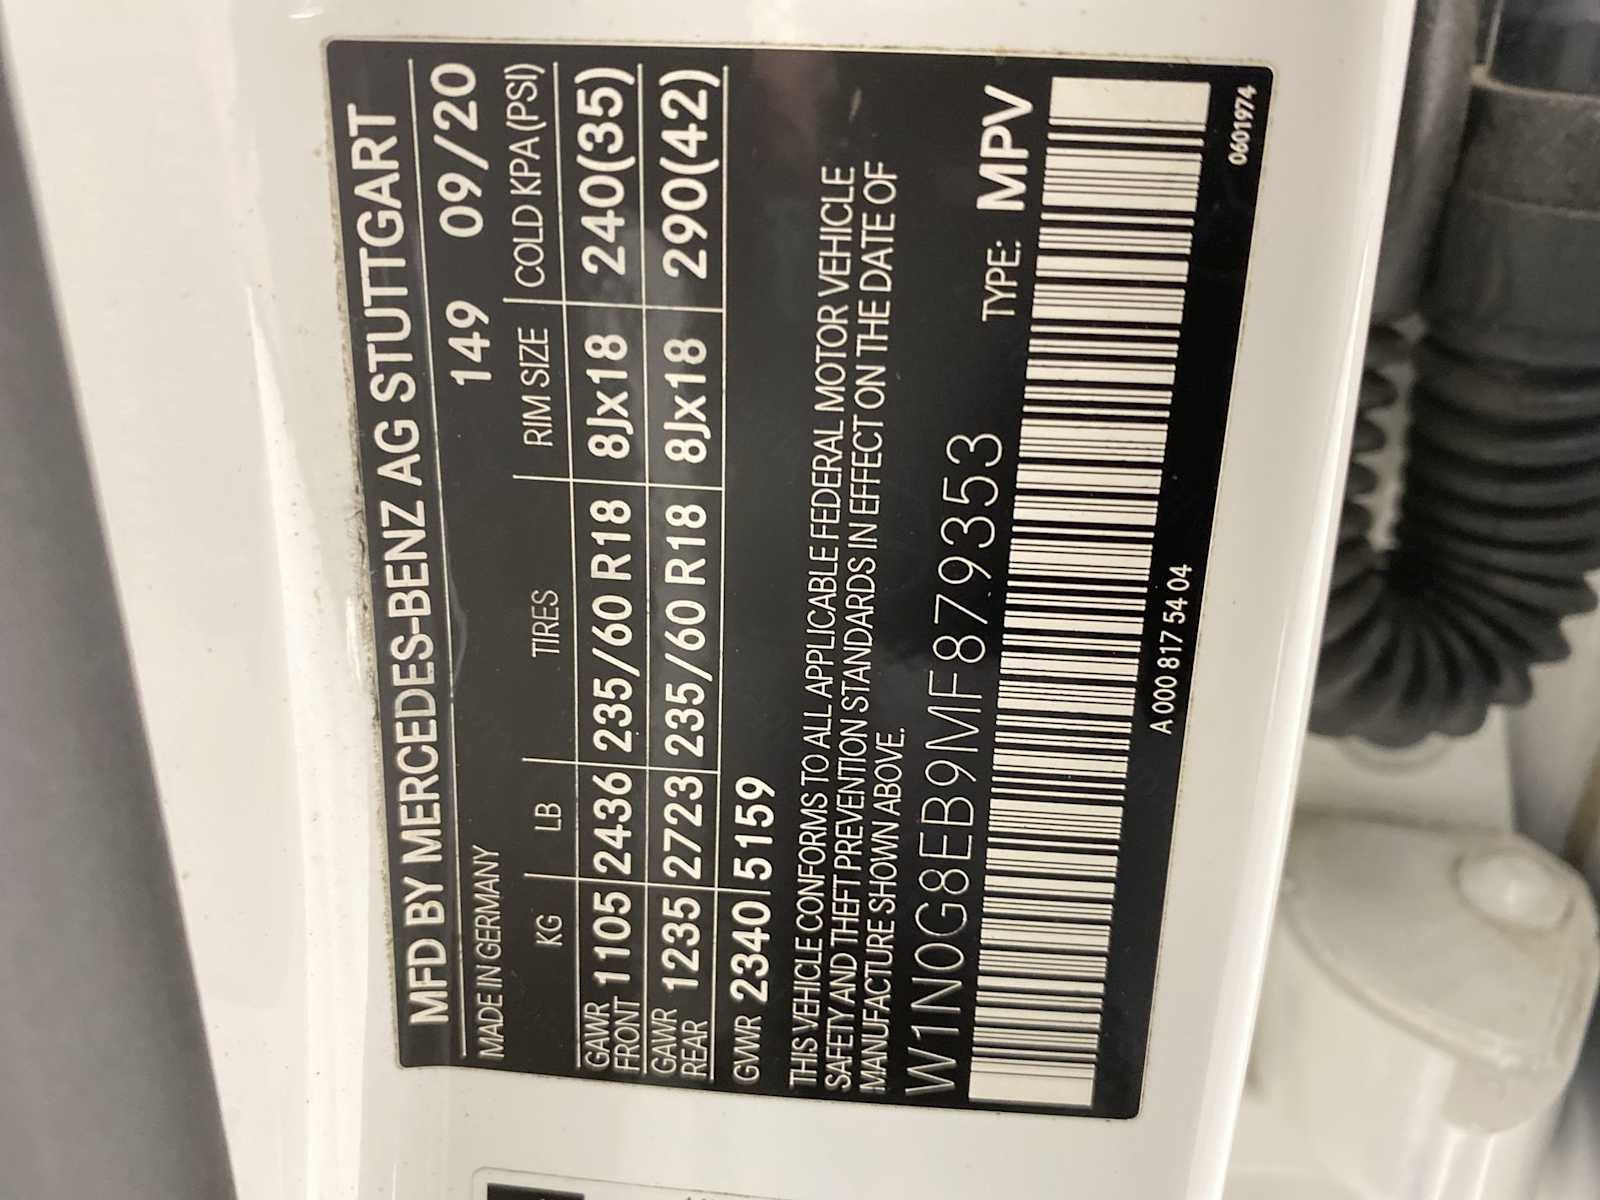 MFD BY MERCEDES-BENZ AG STUTTGART
MADE IN GERMANY 149 09/20
KG LB TIRES RIM SIZE COLD KPA (PSI)
GAWR FRONT 1105 2436 235/60 R18 8Jx18 240(35)
GAWR REAR 1235 2723 235/60 R18 8Jx18 290(42)
GVWR 2340 5159
THIS VEHICLE CONFORMS TO ALL APPLICABLE FEDERAL MOTOR VEHICLE
SAFETY AND THEFT PREVENTION STANDARDS IN EFFECT ON THE DATE OF
MANUFACTURE SHOWN ABOVE.
W1N0G8EB9MF879353 TYPE: MPV
A 000 817 54 04 0601974